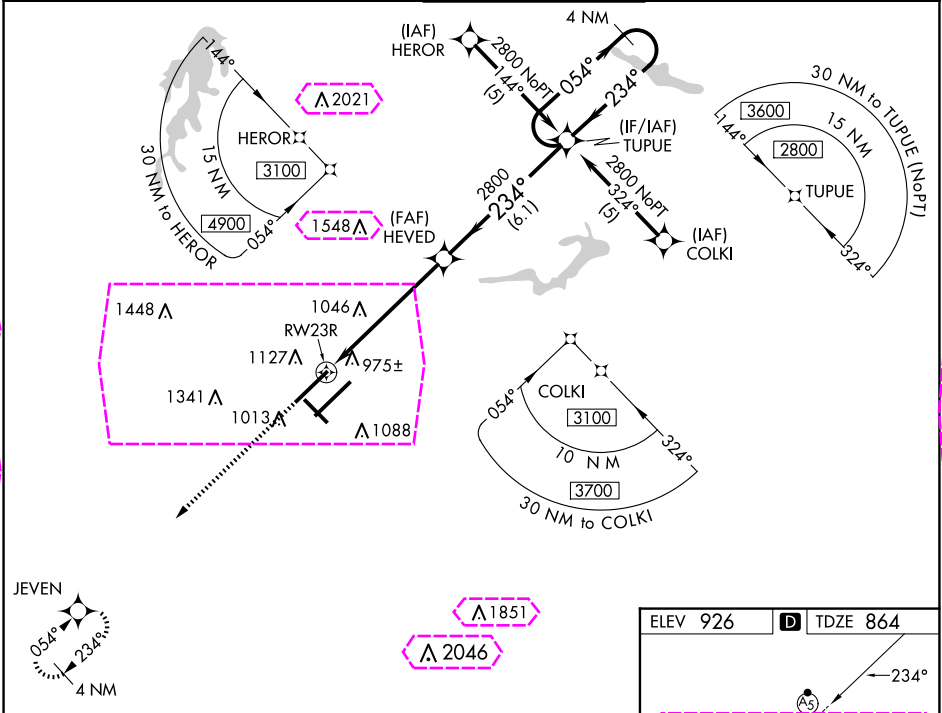 (IAF)
HEROR
4 NM
2800 NoPT
144°
(5)
054°
234°
144°
2021
HEROR
3100
15 NM
4900
054°
30 NM to HEROR
(IF/IAF)
TUPUE
30 NM to TUPUE (NoPT)
3600
15 NM
144°
2800
TUPUE
324°
2800
234°
(6.1)
2800 NoPT
324°
(5)
(IAF)
COLKI
1548
(FAF)
HEVED
1448
1046
RW23R
1127
975±
1341
1013
1088
054°
COLKI
3100
324°
10 NM
3700
30 NM to COLKI
JEVEN
054°
234°
4 NM
1851
2046
ELEV 926
D
TDZE 864
234°
A5